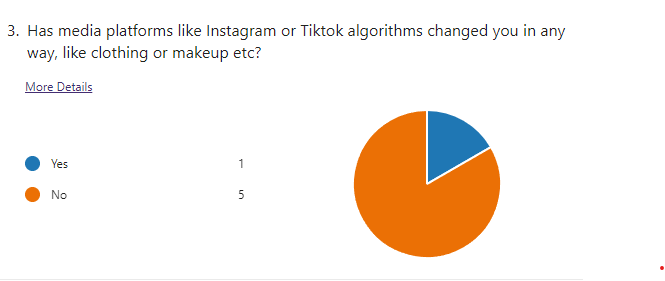 3. Has media platforms like Instagram or Tiktok algorithms changed you in any
way, like clothing or makeup etc?
More Details
Yes 1
No 5